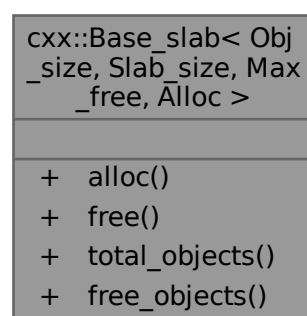 cxx::Base_slab< Obj
_size, Slab_size, Max
_free, Alloc >
+ alloc()
+ free()
+ total_objects()
+ free_objects()